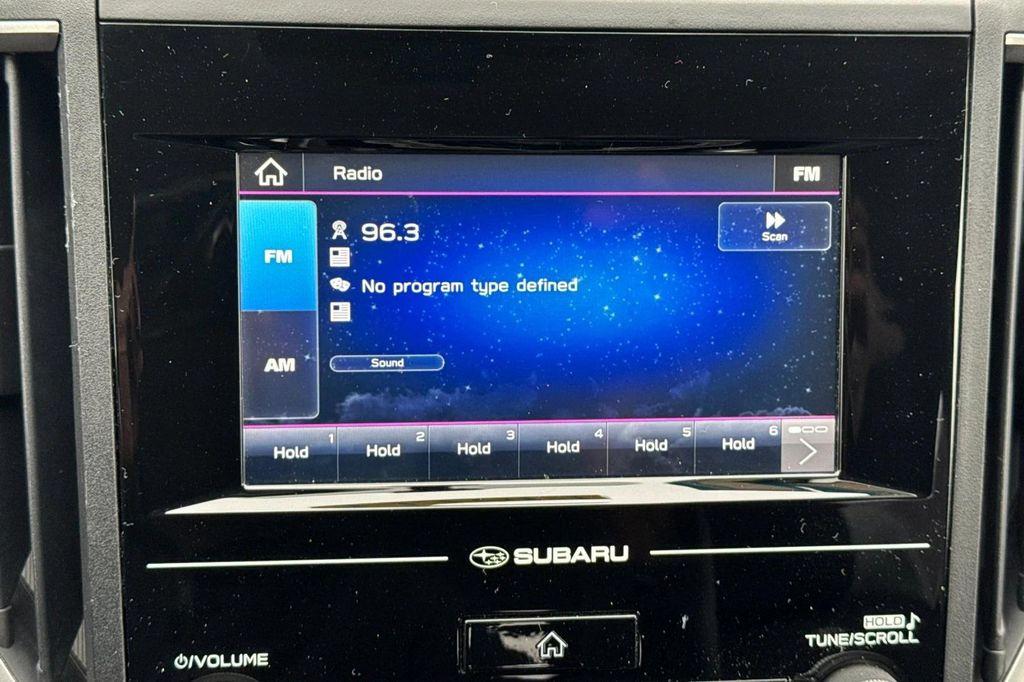 Radio
FM
FM
96.3
Scan
No program type defined
AM
Sound
1 2 3 4 5 6
Hold Hold Hold Hold Hold Hold
SUBARU
HOLD
VOLUME TUNE/SCROLL